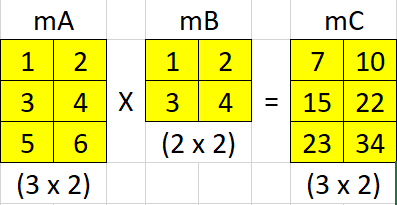 mA mB mC
1 2 1 2 7 10
3 4 X 3 4 = 15 22
5 6 (2 x 2) 23 34
(3 x 2) (3 x 2)